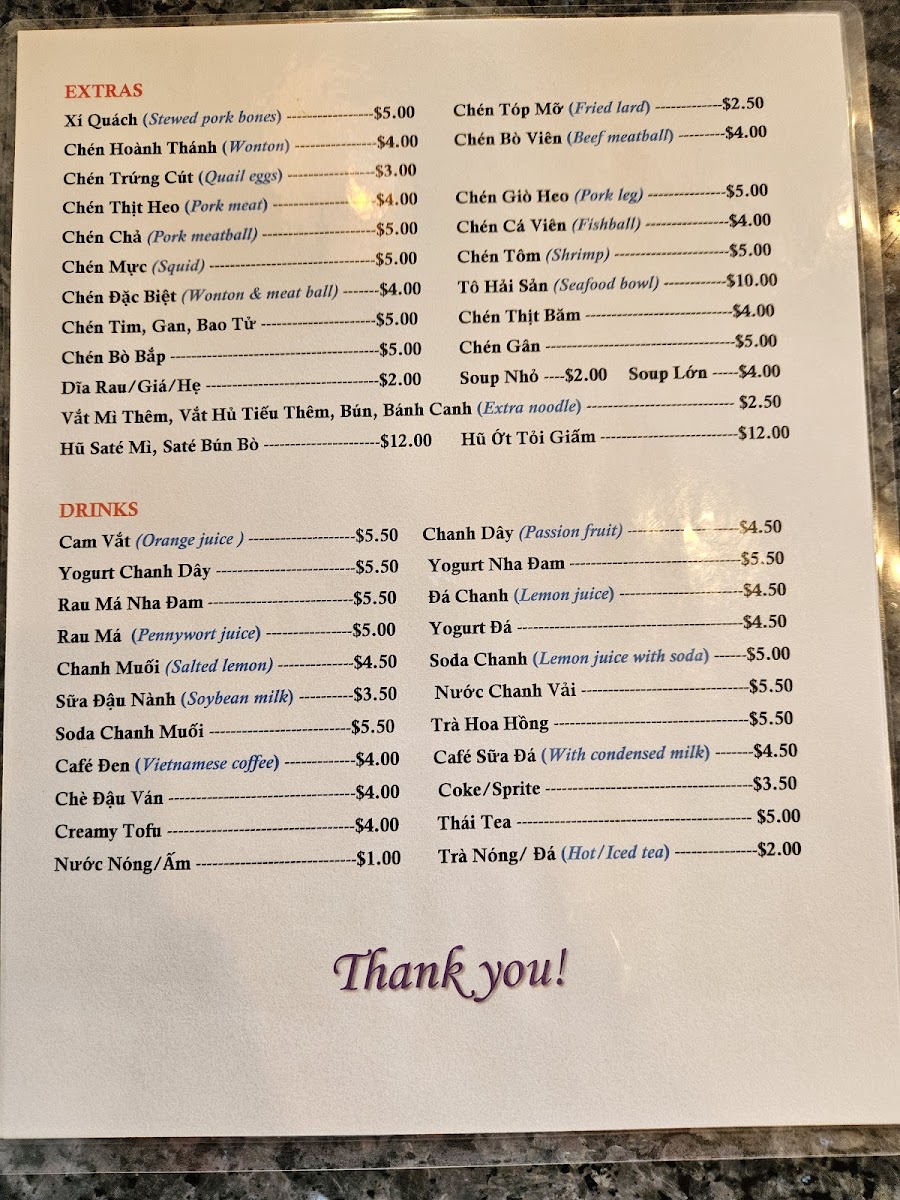 EXTRAS
Xí Quách (Stewed pork bones) ------------------$5.00
Chén Tóp Mỡ (Fried lard) -------------$2.50
Chén Hoành Thánh (Wonton) -----------------$4.00
Chén Bò Viên (Beef meatball) ---------$4.00
Chén Trứng Cút (Quail eggs) ------------------$3.00
Chén Thịt Heo (Pork meat) ----------------------$4.00
Chén Giò Heo (Pork leg) ---------------$5.00
Chén Chả (Pork meatball) -----------------------$5.00
Chén Cá Viên (Fishball) ----------------$4.00
Chén Mực (Squid) ---------------------------------$5.00
Chén Tôm (Shrimp) ----------------------$5.00
Chén Đặc Biệt (Wonton & meat ball) -------$4.00
Tô Hải Sản (Seafood bowl) ------------$10.00
Chén Tim, Gan, Bao Tử -----------------------$5.00
Chén Thịt Băm -----------------------------$4.00
Chén Bò Bắp ------------------------------------------$5.00
Chén Gân -------------------------------------$5.00
Dĩa Rau/Giá/Hẹ ----------------------------------$2.00
Soup Nhỏ ----$2.00 Soup Lớn -----$4.00
Vắt Mì Thêm, Vắt Hủ Tiếu Thêm, Bún, Bánh Canh (Extra noodle) ----------------------------- $2.50
Hũ Saté Mì, Saté Bún Bò -----------------------$12.00
Hũ Ớt Tỏi Giấm ---------------------------$12.00
DRINKS
Cam Vắt (Orange juice ) ---------------------$5.50
Chanh Dây (Passion fruit) ----------------------$4.50
Yogurt Chanh Dây ---------------------------$5.50
Yogurt Nha Đam ----------------------------------$5.50
Rau Má Nha Đam -----------------------------$5.50
Đá Chanh (Lemon juice) ------------------------$4.50
Rau Má (Pennywort juice) -----------------$5.00
Yogurt Đá ---------------------------------------------$4.50
Chanh Muối (Salted lemon) ---------------$4.50
Soda Chanh (Lemon juice with soda) ------$5.00
Sữa Đậu Nành (Soybean milk) ----------$3.50
Nước Chanh Vải ---------------------------------$5.50
Soda Chanh Muối ----------------------------$5.50
Trà Hoa Hồng ---------------------------------------$5.50
Café Đen (Vietnamese coffee) --------------$4.00
Café Sữa Đá (With condensed milk) -------$4.50
Chè Đậu Ván -------------------------------------$4.00
Coke/Sprite -----------------------------------------$3.50
Creamy Tofu -------------------------------------$4.00
Thái Tea ----------------------------------------------- $5.00
Nước Nóng/Ấm --------------------------------$1.00
Trà Nóng/ Đá (Hot/Iced tea) ----------------$2.00
Thank you!